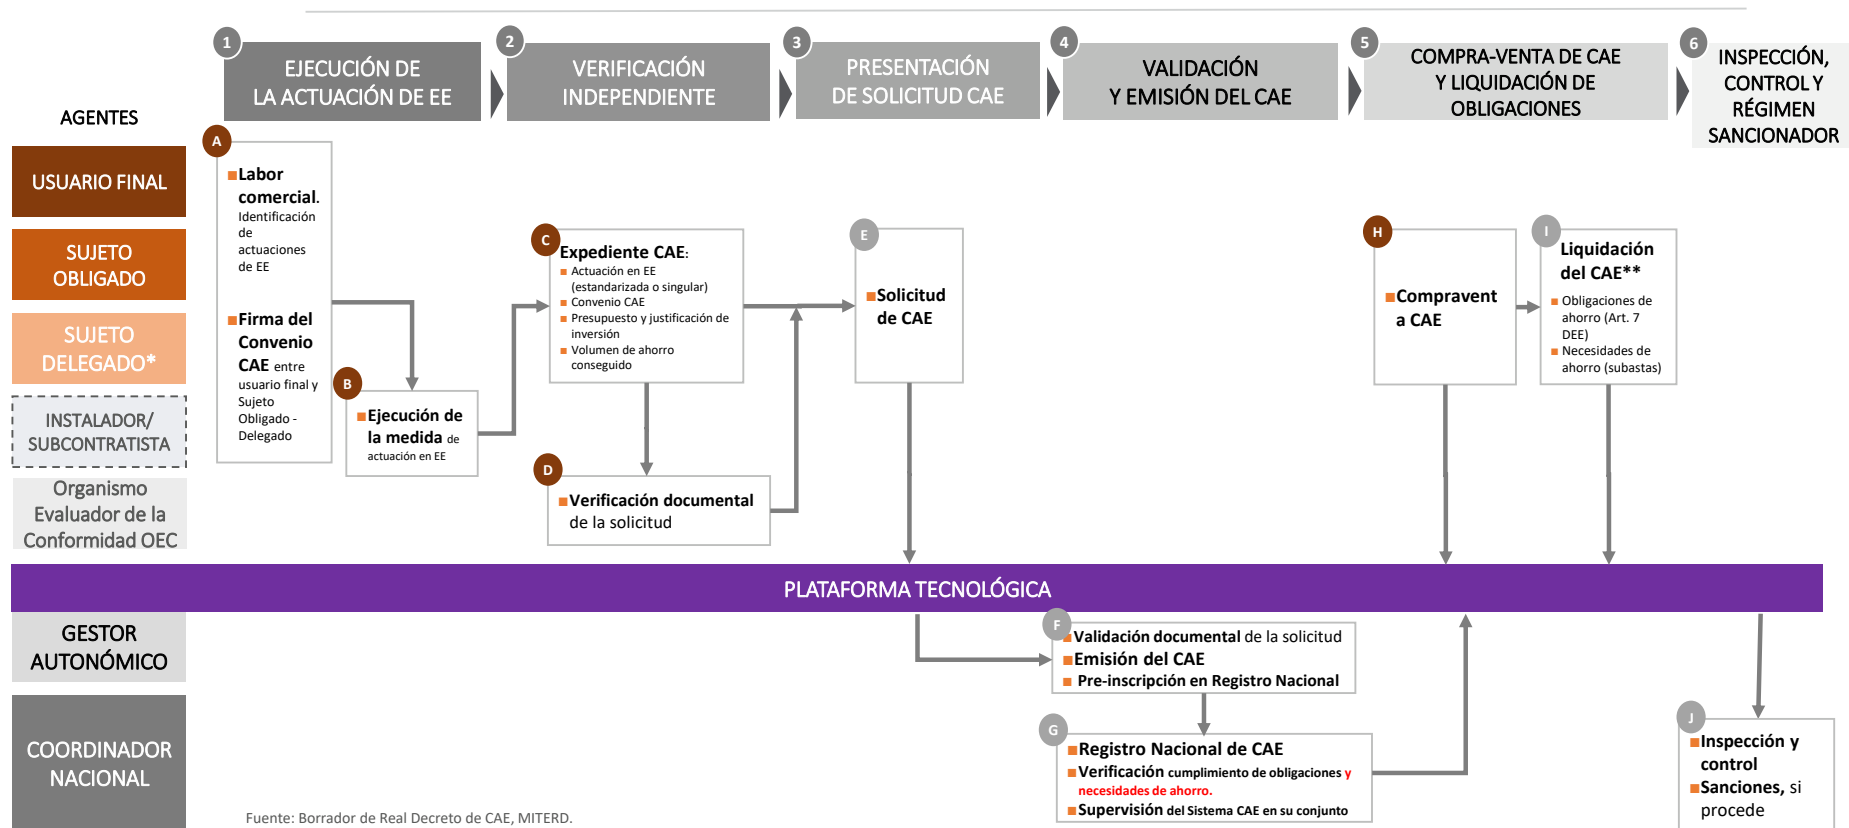 1
EJECUCIÓN DE
LA ACTUACIÓN DE EE
2
VERIFICACIÓN
INDEPENDIENTE
3
PRESENTACIÓN
DE SOLICITUD CAE
4
VALIDACIÓN
Y EMISIÓN DEL CAE
5
COMPRA-VENTA DE CAE
Y LIQUIDACIÓN DE
OBLIGACIONES
6
INSPECCIÓN,
CONTROL Y
RÉGIMEN
SANCIONADOR
AGENTES
USUARIO FINAL
SUJETO
OBLIGADO
SUJETO
DELEGADO*
INSTALADOR/
SUBCONTRATISTA
Organismo
Evaluador de la
Conformidad OEC
A
Labor
comercial.
Identificación
de
actuaciones
de EE
Firma del
Convenio
CAE entre
usuario final y
Sujeto
Obligado -
Delegado
B
Ejecución de
la medida de
actuación en EE
C
Expediente CAE:
Actuación en EE
(estandarizada o singular)
Convenio CAE
Presupuesto y justificación de
inversión
Volumen de ahorro
conseguido
D
Verificación documental
de la solicitud
E
Solicitud
de CAE
H
Compravent
a CAE
I
Liquidación
del CAE**
Obligaciones de
ahorro (Art. 7
DEE)
Necesidades de
ahorro (subastas)
PLATAFORMA TECNOLÓGICA
GESTOR
AUTONÓMICO
COORDINADOR
NACIONAL
F
Validación documental de la solicitud
Emisión del CAE
Pre-inscripción en Registro Nacional
G
Registro Nacional de CAE
Verificación cumplimiento de obligaciones y
necesidades de ahorro.
Supervisión del Sistema CAE en su conjunto
J
Inspección y
control
Sanciones, si
procede
Fuente: Borrador de Real Decreto de CAE, MITERD.